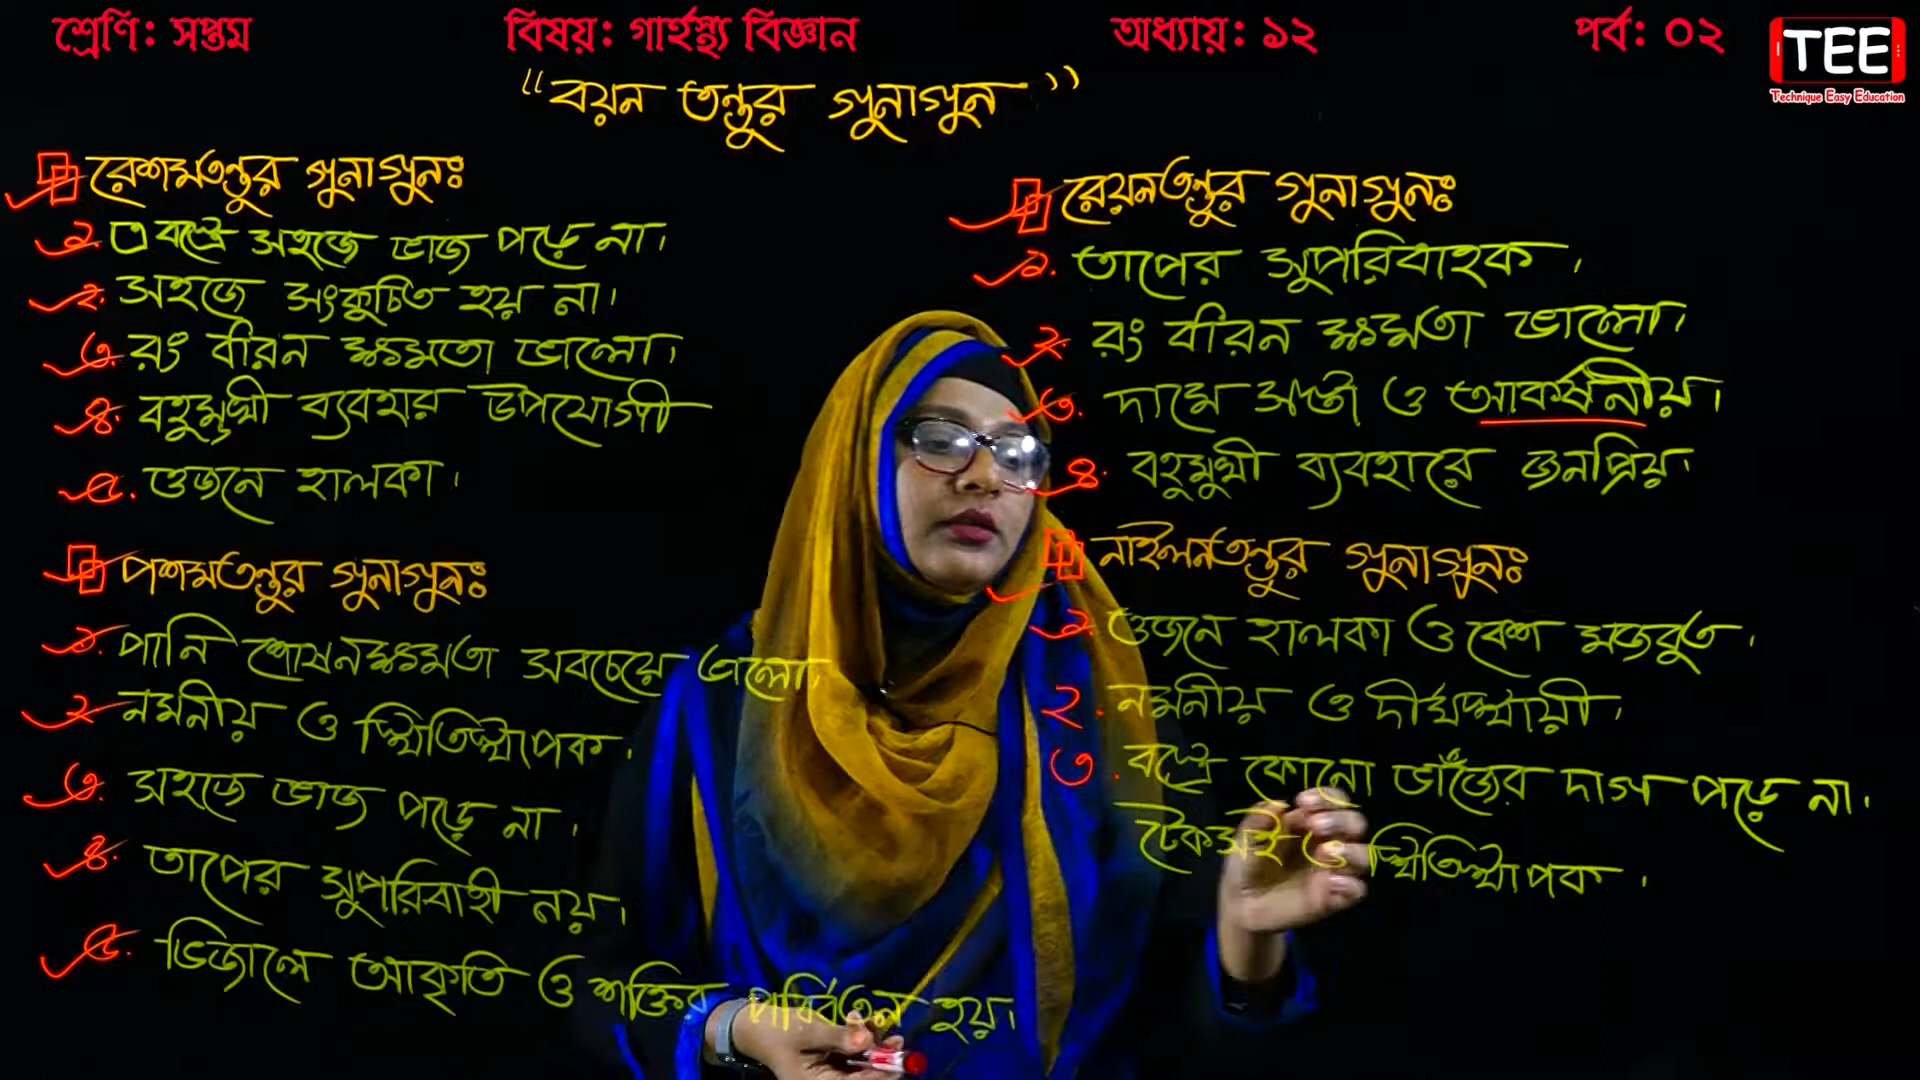 শ্রেণি: সপ্তম
বিষয়: গার্হস্থ্য বিজ্ঞান
অধ্যায়: ১২
পর্ব: ০২
TEE
Technique Easy Education
“বয়ন তন্তুর গুনাগুন”
রেশমতন্তুর গুনাগুনঃ
১. বস্ত্রে সহজে ভাজ পড়ে না।
২. সহজে সংকুচিত হয় না।
৩. রং ধারন ক্ষমতা ভালো।
৪. বহুমুখী ব্যবহার উপযোগী
৫. ওজনে হালকা।
পশমতন্তুর গুনাগুনঃ
১. পানি শোষনক্ষমতা সবচেয়ে ভালো।
২. নমনীয় ও স্থিতিস্থাপক।
৩. সহজে ভাজ পড়ে না।
৪. তাপের সুপরিবাহী নয়।
৫. ভিজালে আকৃতি ও শক্তির পরিবর্তন হয়।
রেয়নতন্তুর গুনাগুনঃ
১. তাপের সুপরিবাহক।
২. রং ধারন ক্ষমতা ভালো।
৩. দামে সস্তা ও আকর্ষনীয়।
৪. বহুমুখী ব্যবহারে জনপ্রিয়।
নাইলনতন্তুর গুনাগুনঃ
১. ওজনে হালকা ও বেশ মজবুত।
২. নমনীয় ও দীর্ঘস্থায়ী।
৩. বস্ত্রে কোনো ভাঁজের দাগ পড়ে না।
টেকসই ও স্থিতিস্থাপক।